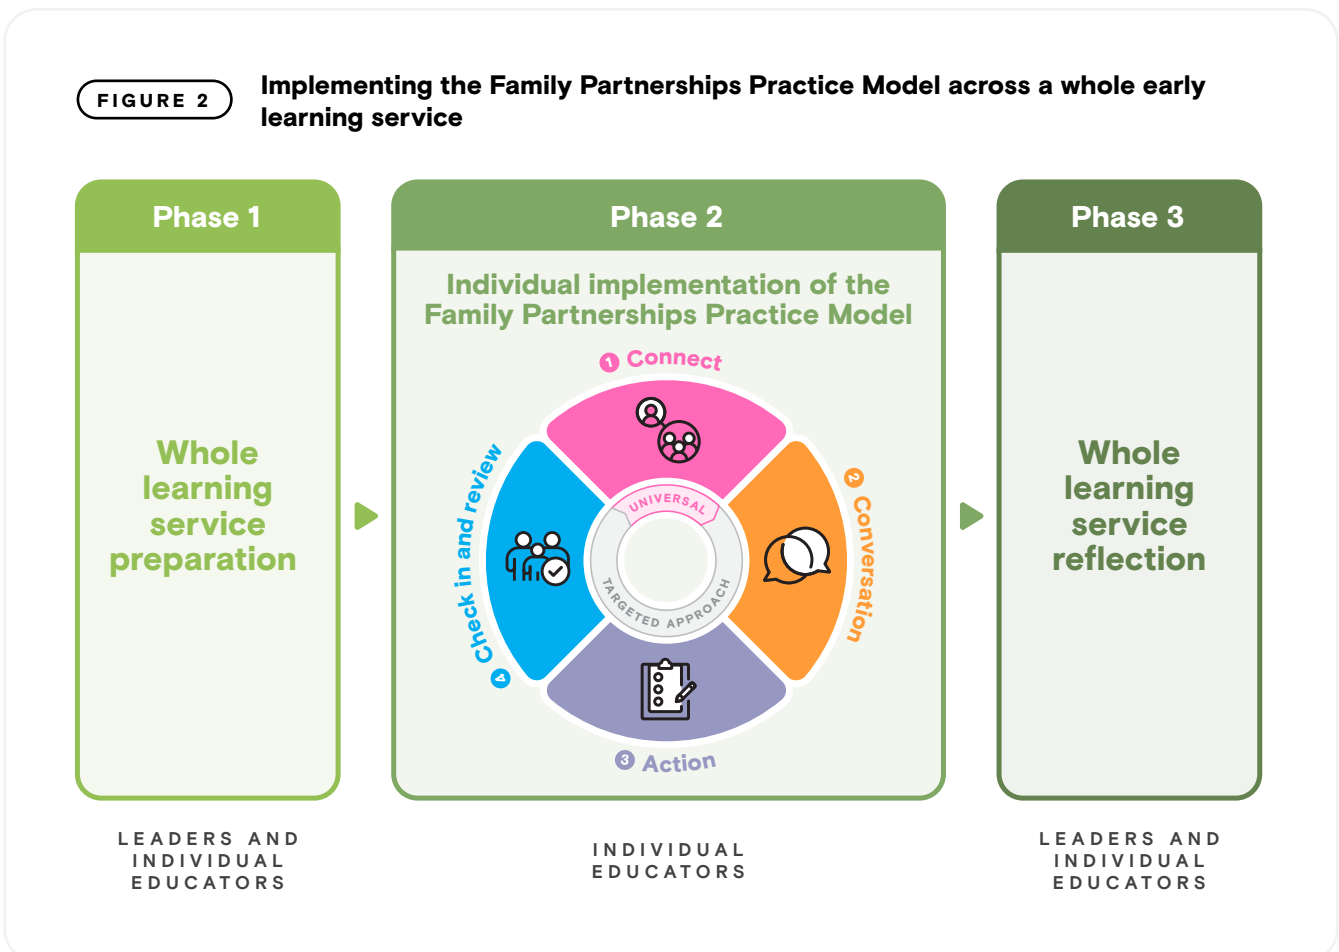 FIGURE 2
Implementing the Family Partnerships Practice Model across a whole early
learning service
Phase 1
Whole
learning
service
preparation
LEADERS AND
INDIVIDUAL
EDUCATORS
Phase 2
Individual implementation of the
Family Partnerships Practice Model
1 Connect
2 Conversation
3 Action
4 Check in and review
UNIVERSAL
TARGETED APPROACH
INDIVIDUAL
EDUCATORS
Phase 3
Whole
learning
service
reflection
LEADERS AND
INDIVIDUAL
EDUCATORS